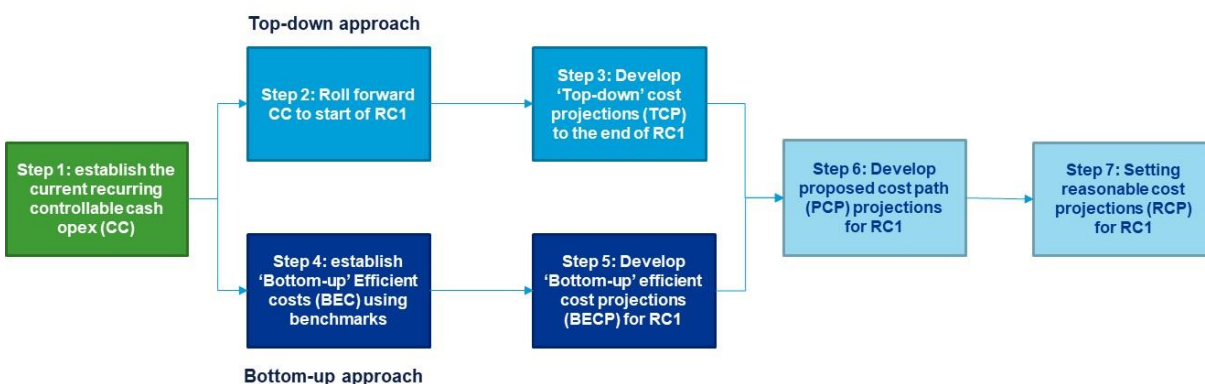 Top-down approach
Step 2: Roll forward
CC to start of RC1
Step 3: Develop
‘Top-down’ cost
projections (TCP)
to the end of RC1
Step 1: establish the
current recurring
controllable cash
opex (CC)
Step 6: Develop
proposed cost path
(PCP) projections
for RC1
Step 7: Setting
reasonable cost
projections (RCP)
for RC1
Step 4: establish
‘Bottom-up’ Efficient
costs (BEC) using
benchmarks
Step 5: Develop
‘Bottom-up’ efficient
cost projections
(BECP) for RC1
Bottom-up approach